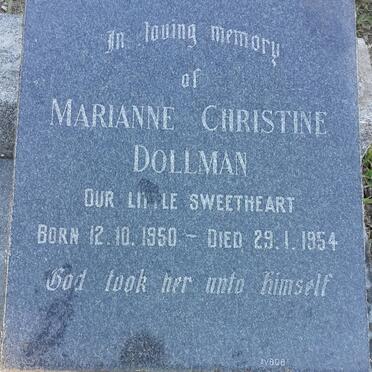 In loving memory
of
MARIANNE CHRISTINE
DOLLMAN
OUR LITTLE SWEETHEART
BORN 12.10.1950 - DIED 29.1.1954
God took her unto himself